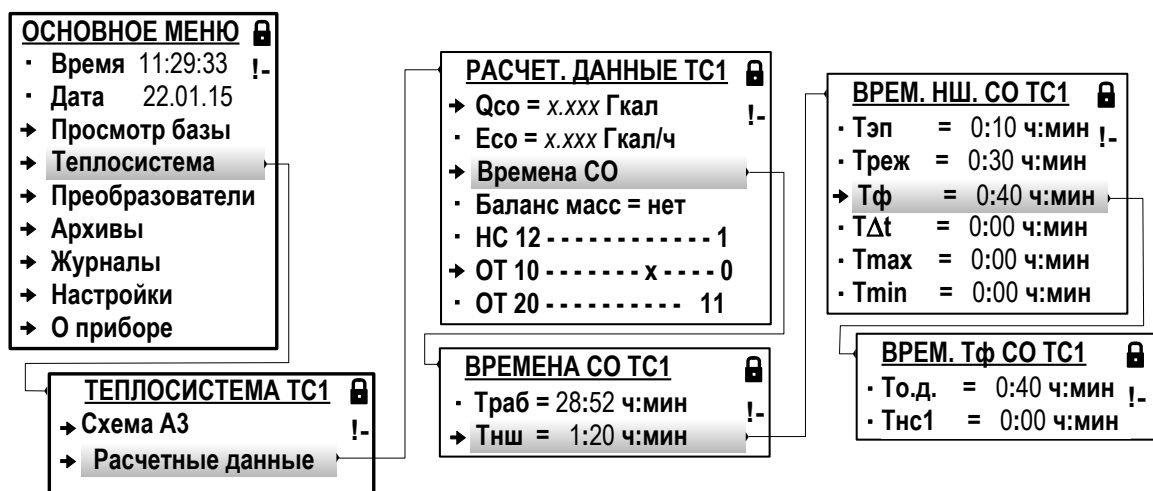 ОСНОВНОЕ МЕНЮ
· Время 11:29:33 !-
· Дата 22.01.15
→ Просмотр базы
→ Теплосистема
→ Преобразователи
→ Архивы
→ Журналы
→ Настройки
→ О приборе
ТЕПЛОСИСТЕМА ТС1
→ Схема А3 !-
→ Расчетные данные
РАСЧЕТ. ДАННЫЕ ТС1
→ Qсо = x.xxx Гкал !-
· Eсо = x.xxx Гкал/ч
→ Времена СО
· Баланс масс = нет
· НС 12 - - - - - - - - - - - - 1
→ ОТ 10 - - - - - - - x - - - - 0
· ОТ 20 - - - - - - - - - - 11
ВРЕМЕНА СО ТС1
· Траб = 28:52 ч:мин !-
→ Тнш = 1:20 ч:мин
ВРЕМ. НШ. СО ТС1
· Тэп = 0:10 ч:мин !-
· Треж = 0:30 ч:мин
→ Тф = 0:40 ч:мин
· TΔt = 0:00 ч:мин
· Tmax = 0:00 ч:мин
· Tmin = 0:00 ч:мин
ВРЕМ. Тф СО ТС1
· То.д. = 0:40 ч:мин !-
· Тнс1 = 0:00 ч:мин